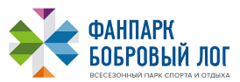 ФАНПАРК
БОБРОВЫЙ ЛОГ
ВСЕСЕЗОННЫЙ ПАРК СПОРТА И ОТДЫХА